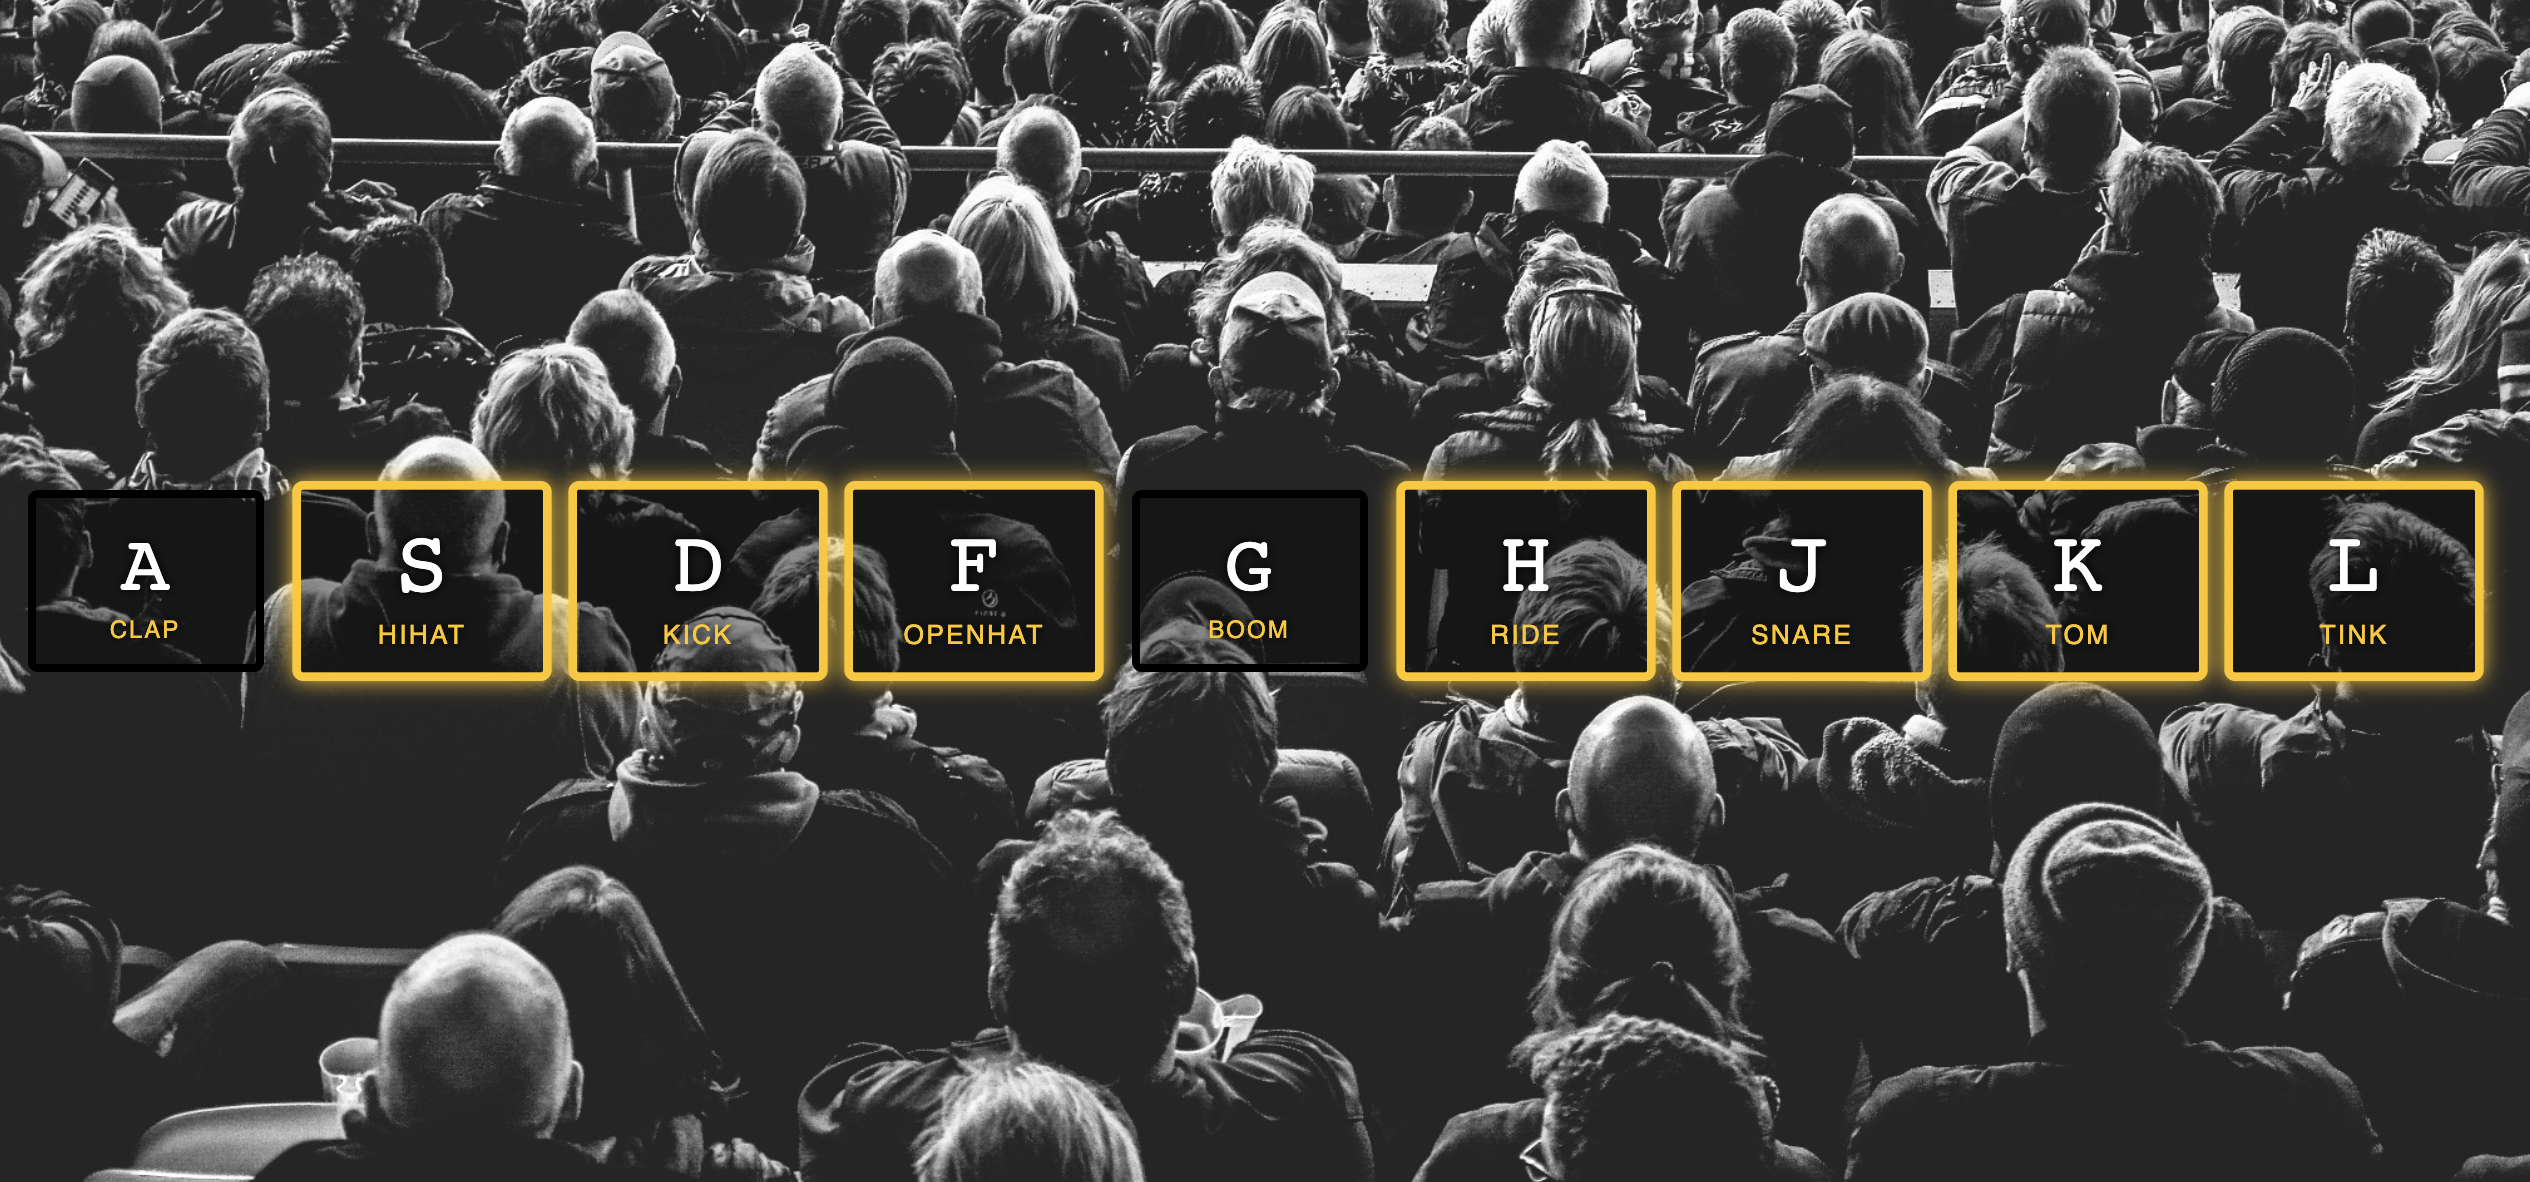 A
CLAP
S
HIHAT
D
KICK
F
OPENHAT
G
BOOM
H
RIDE
J
SNARE
K
TOM
L
TINK